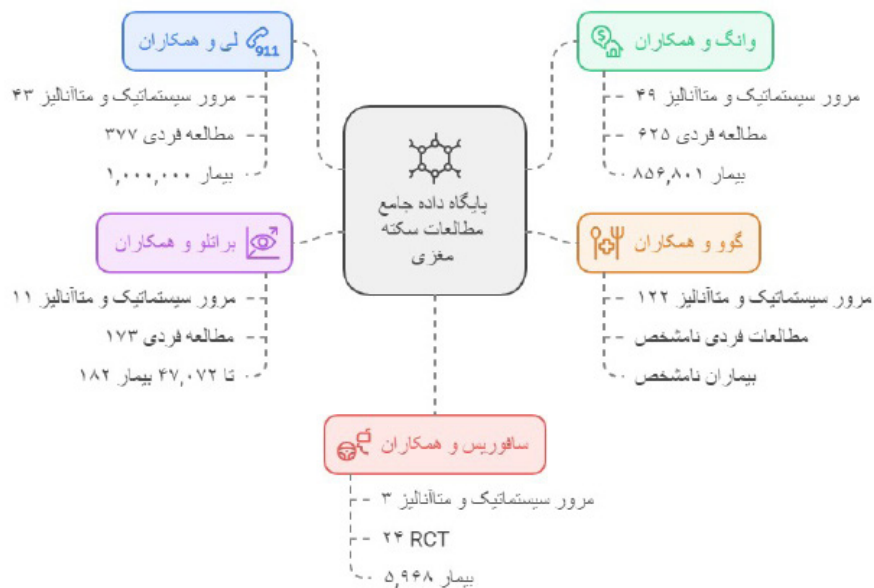 لی و همکاران
911
مرور سیستماتیک و متاآنالیز ۴۳
مطالعه فردی ۳۷۷
بیمار ۱,۰۰۰,۰۰۰
وانگ و همکاران
مرور سیستماتیک و متاآنالیز ۴۹
مطالعه فردی ۶۲۵
بیمار ۸۵۶,۸۰۱
پایگاه داده جامع
مطالعات سکته
مغزی
براتلو و همکاران
مرور سیستماتیک و متاآنالیز ۱۱
مطالعه فردی ۱۷۳
تا ۴۷,۰۷۲ بیمار ۱۸۲
گوو و همکاران
مرور سیستماتیک و متاآنالیز ۱۲۲
مطالعات فردی نامشخص
بیماران نامشخص
سافوریس و همکاران
مرور سیستماتیک و متاآنالیز ۳
۲۴ RCT
بیمار ۵,۹۶۸